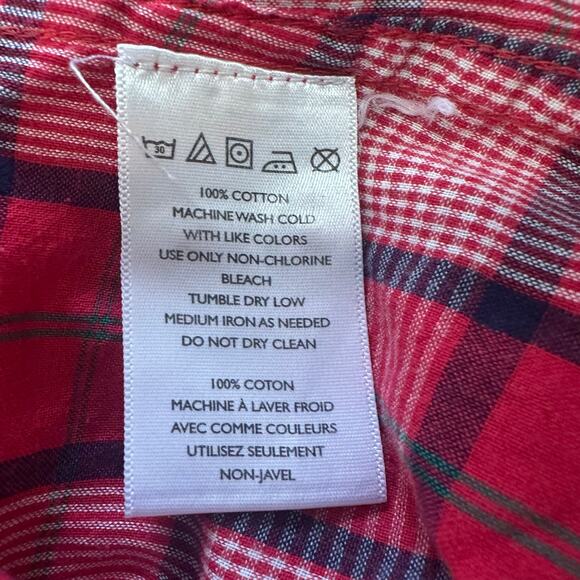 30
100% COTTON
MACHINE WASH COLD
WITH LIKE COLORS
USE ONLY NON-CHLORINE
BLEACH
TUMBLE DRY LOW
MEDIUM IRON AS NEEDED
DO NOT DRY CLEAN
100% COTON
MACHINE À LAVER FROID
AVEC COMME COULEURS
UTILISEZ SEULEMENT
NON-JAVEL